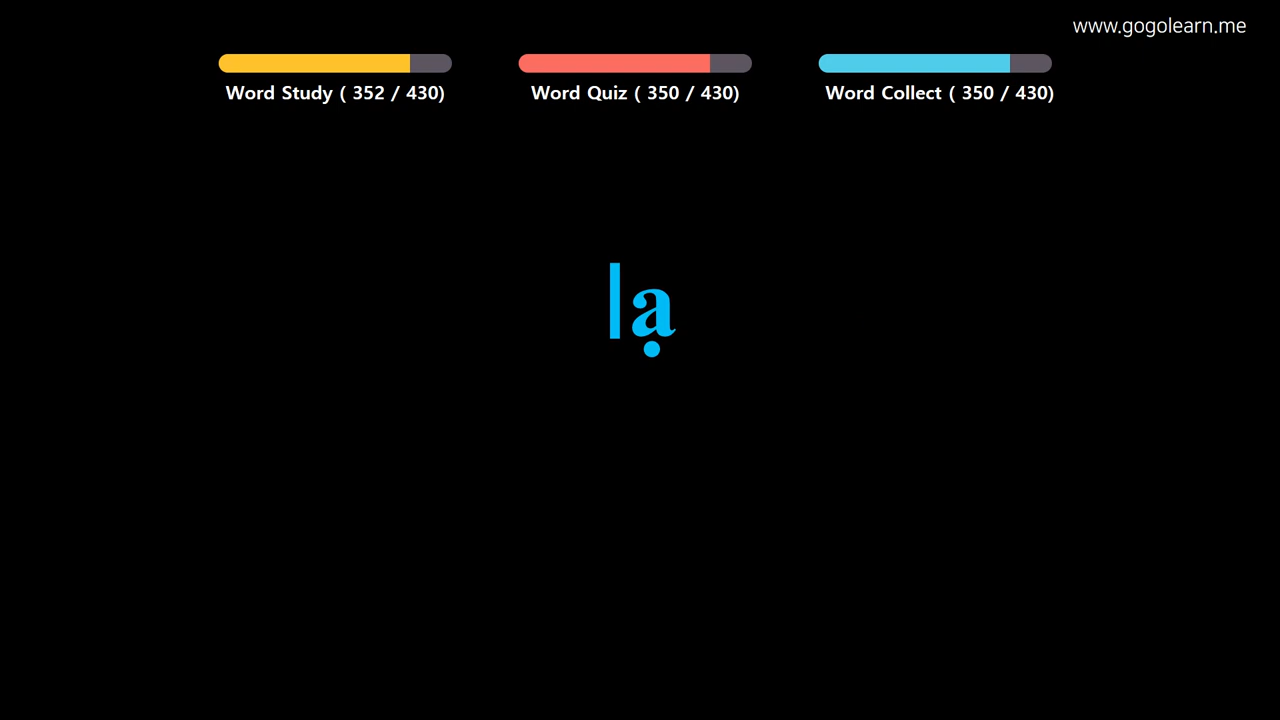 www.gogolearn.me
Word Study ( 352 / 430)
Word Quiz ( 350 / 430)
Word Collect ( 350 / 430)
lạ